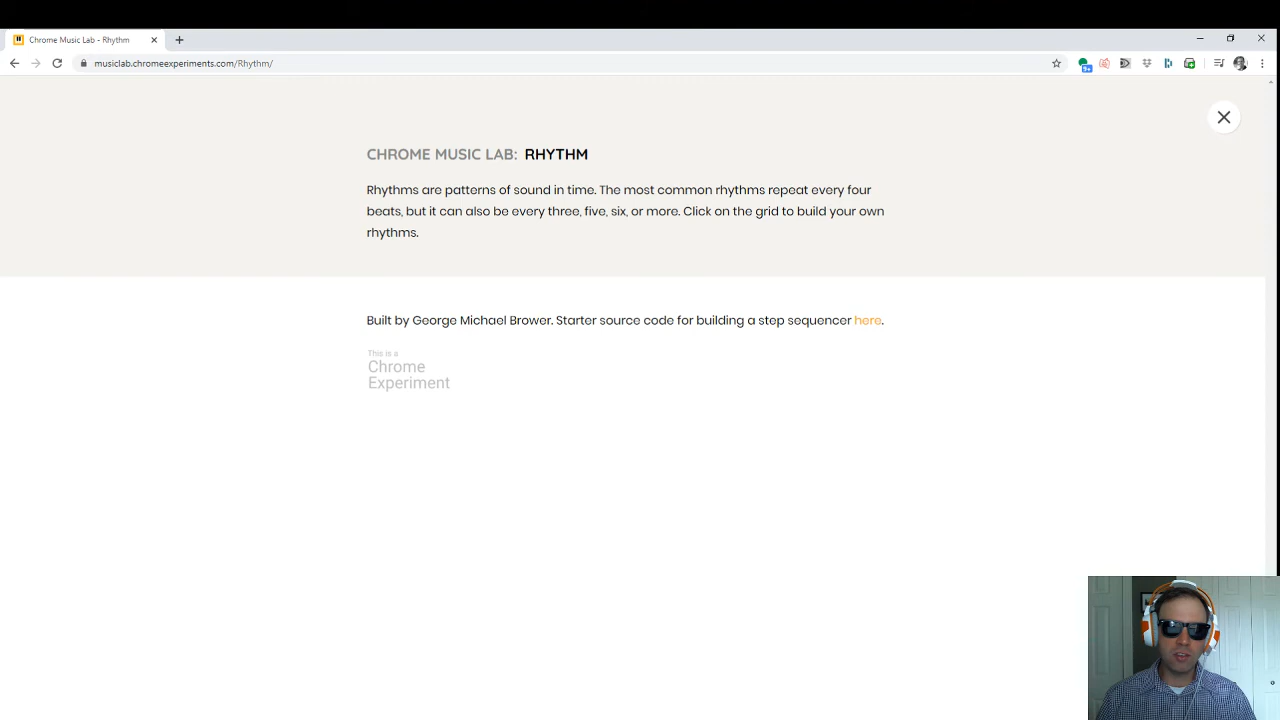 Chrome Music Lab - Rhythm
musiclab.chromeexperiments.com/Rhythm/
CHROME MUSIC LAB: RHYTHM
Rhythms are patterns of sound in time. The most common rhythms repeat every four
beats, but it can also be every three, five, six, or more. Click on the grid to build your own
rhythms.
Built by George Michael Brower. Starter source code for building a step sequencer here.
This is a
Chrome
Experiment